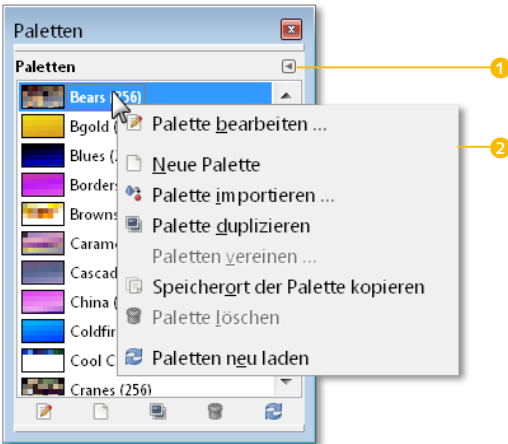 Paletten
Paletten
1
Bears (256)
Bgold (
Palette bearbeiten ...
2
Blues (
Neue Palette
Borders
Palette importieren ...
Browns
Palette duplizieren
Caram
Paletten vereinen ...
Cascad
Speicherort der Palette kopieren
China (
Palette löschen
Coldfir
Cool C
Paletten neu laden
Cranes (256)